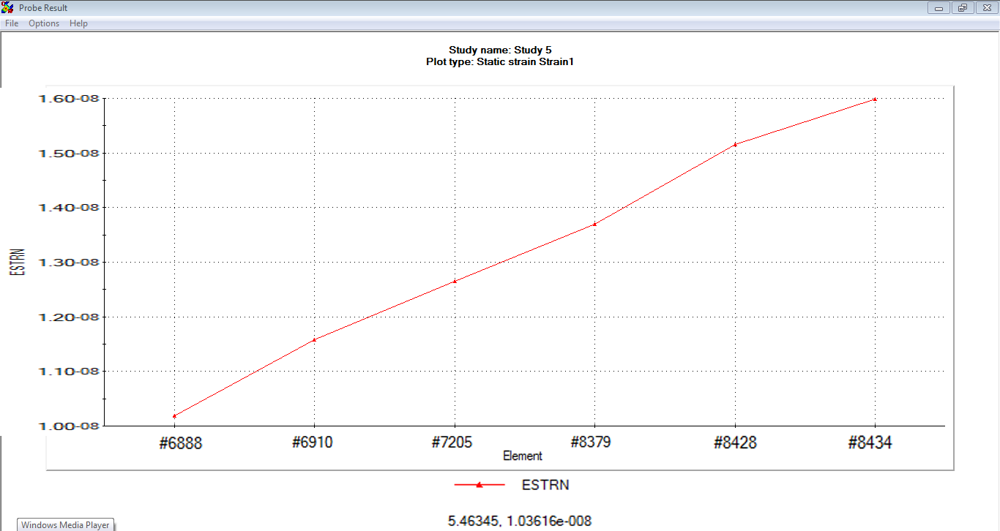 Probe Result
File Options Help
Study name: Study 5
Plot type: Static strain Strain1
1.60-08
1.50-08
1.40-08
1.30-08
1.20-08
1.10-08
1.00-08
ESTRN
#6888 #6910 #7205 #8379 #8428 #8434
Element
ESTRN
5.46345, 1.03616e-008
Windows Media Player